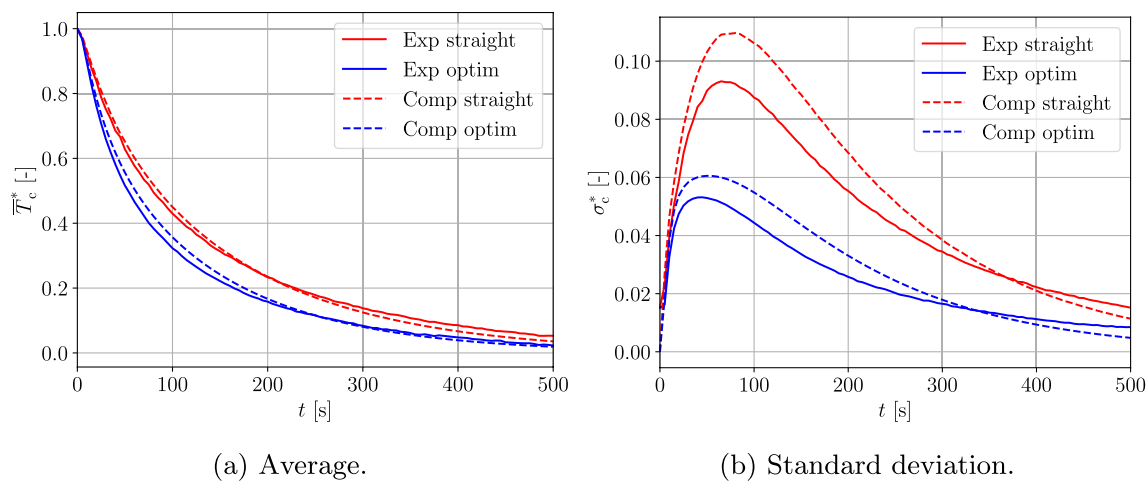 1.0
0.8
0.6
0.4
0.2
0.0
T̅*c [-]
0 100 200 300 400 500
t [s]
Exp straight
Exp optim
Comp straight
Comp optim
(a) Average.
0.10
0.08
0.06
0.04
0.02
0.00
σ*c [-]
0 100 200 300 400 500
t [s]
Exp straight
Exp optim
Comp straight
Comp optim
(b) Standard deviation.